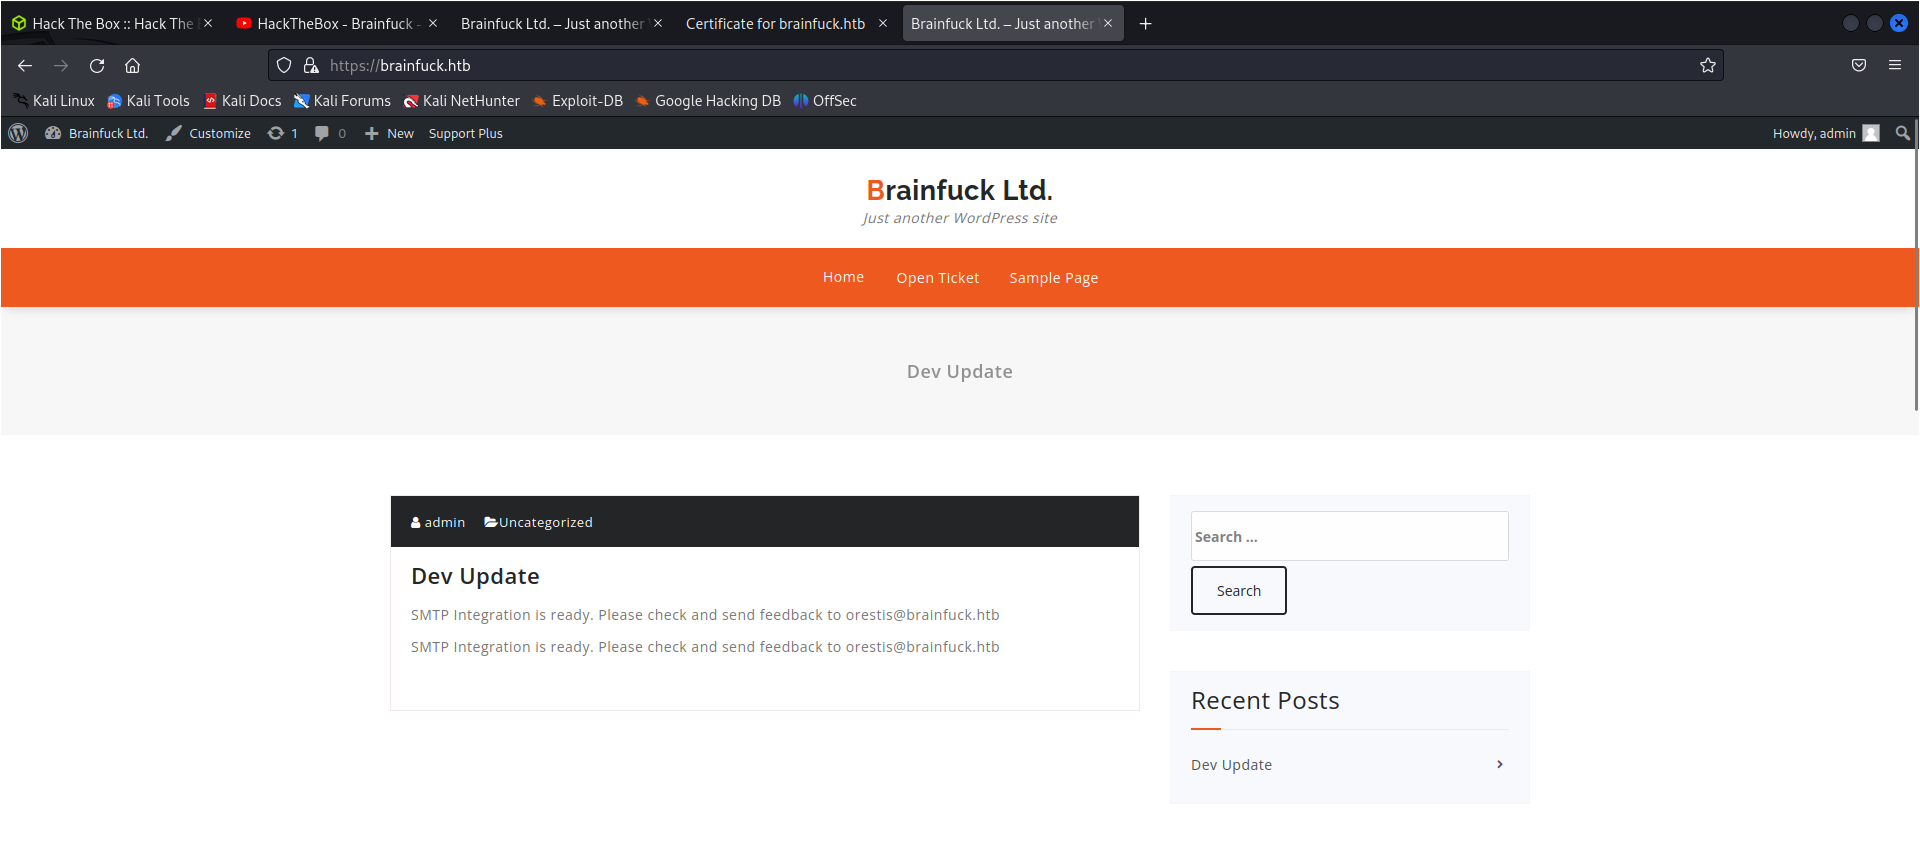 Hack The Box :: Hack The
HackTheBox - Brainfuck -
Brainfuck Ltd. – Just another
Certificate for brainfuck.htb
Brainfuck Ltd. – Just another
https://brainfuck.htb
Kali Linux
Kali Tools
Kali Docs
Kali Forums
Kali NetHunter
Exploit-DB
Google Hacking DB
OffSec
Brainfuck Ltd.
Customize
1
0
New
Support Plus
Howdy, admin
Brainfuck Ltd.
Just another WordPress site
Home
Open Ticket
Sample Page
Dev Update
admin
Uncategorized
Dev Update
SMTP Integration is ready. Please check and send feedback to orestis@brainfuck.htb
SMTP Integration is ready. Please check and send feedback to orestis@brainfuck.htb
Search ...
Search
Recent Posts
Dev Update